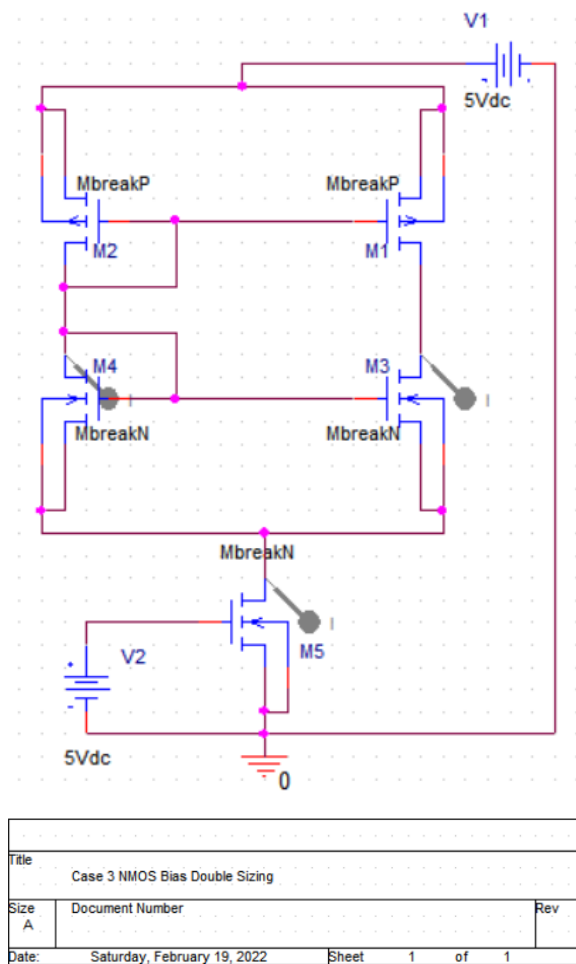 V1
5Vdc
MbreakP
MbreakP
M2
M1
M4
M3
I
I
MbreakN
MbreakN
MbreakN
I
V2
M5
5Vdc
0
Title
Case 3 NMOS Bias Double Sizing
Size
Document Number
Rev
A
Date:
Saturday, February 19, 2022
Sheet
1
of
1